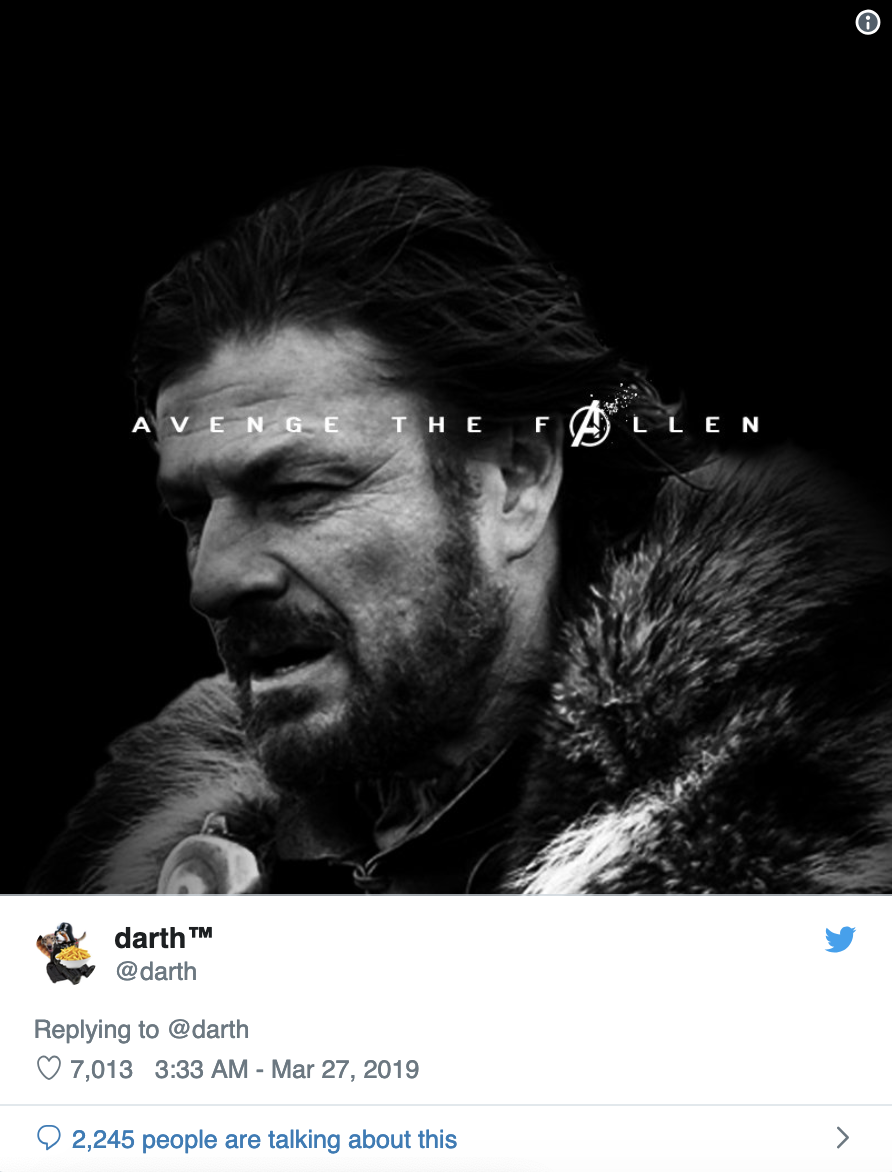 AVENGE THE FALLEN
darth™
@darth
Replying to @darth
7,013 3:33 AM - Mar 27, 2019
2,245 people are talking about this